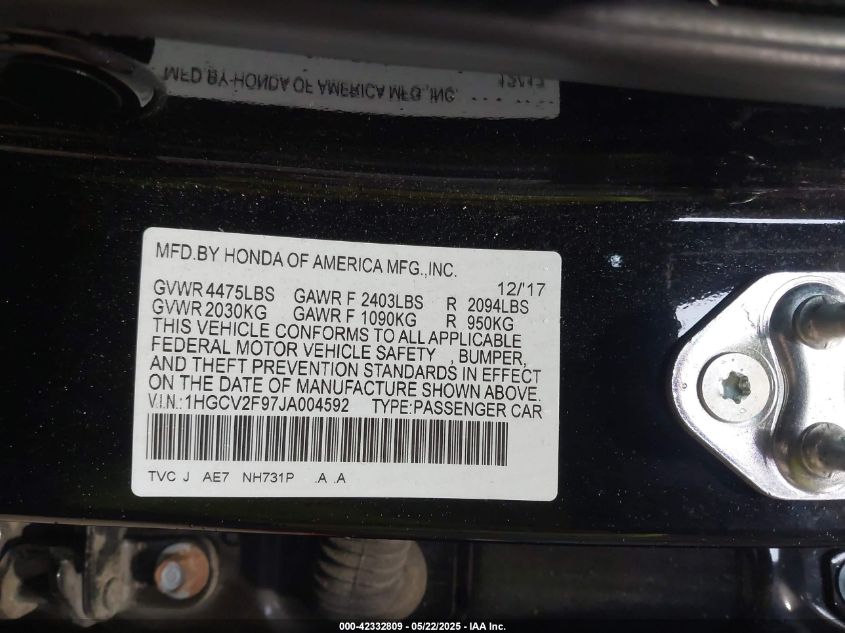 MFD.BY-HONDA OF AMERICA MFG.,INC.
MFD.BY HONDA OF AMERICA MFG.,INC.
12/'17
GVWR 4475LBS GAWR F 2403LBS R 2094LBS
GVWR 2030KG GAWR F 1090KG R 950KG
THIS VEHICLE CONFORMS TO ALL APPLICABLE
FEDERAL MOTOR VEHICLE SAFETY , BUMPER,
AND THEFT PREVENTION STANDARDS IN EFFECT
ON THE DATE OF MANUFACTURE SHOWN ABOVE.
V.I.N.:1HGCV2F97JA004592 TYPE:PASSENGER CAR
TVC J AE7 NH731P .A .A
000-42332809 - 05/22/2025 - IAA Inc.